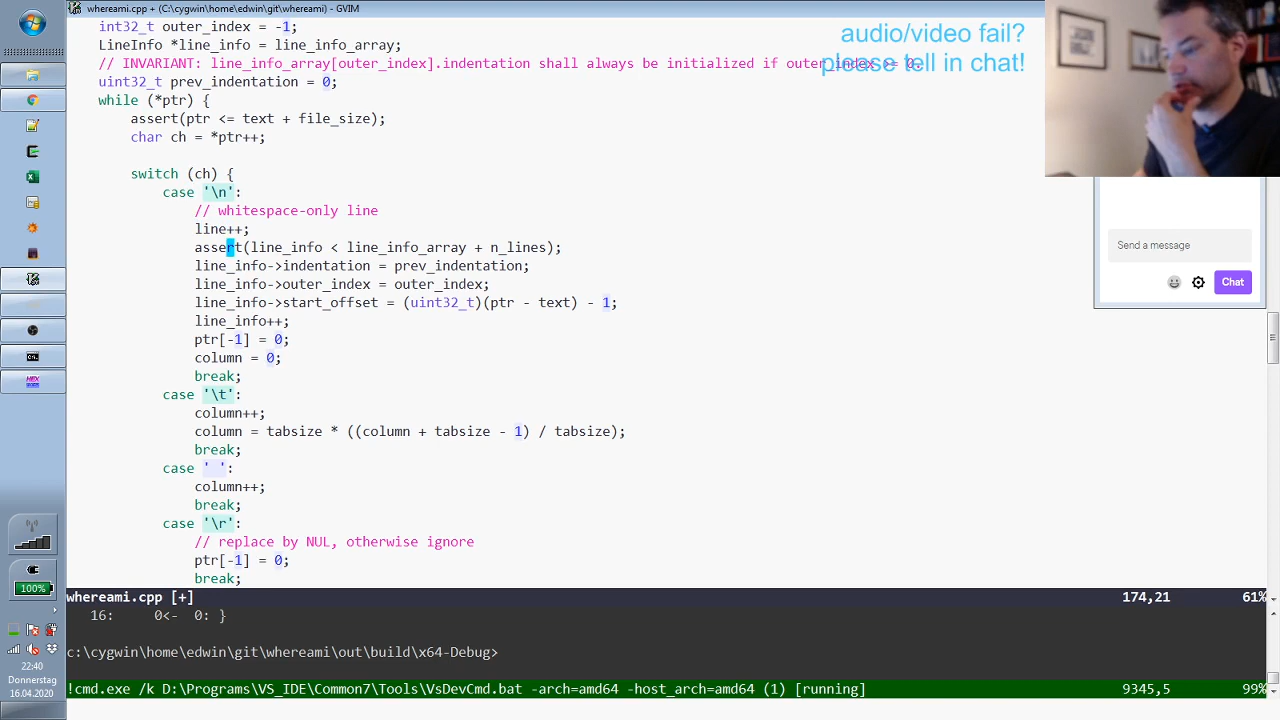 whereami.cpp + (C:\cygwin\home\edwin\git\whereami) - GVIM
audio/video fail?
please tell in chat!
int32_t outer_index = -1;
LineInfo *line_info = line_info_array;
// INVARIANT: line_info_array[outer_index].indentation shall always be initialized if outer_index >= 0.
uint32_t prev_indentation = 0;
while (*ptr) {
assert(ptr <= text + file_size);
char ch = *ptr++;
switch (ch) {
case '\n':
// whitespace-only line
line++;
assert(line_info < line_info_array + n_lines);
line_info->indentation = prev_indentation;
line_info->outer_index = outer_index;
line_info->start_offset = (uint32_t)(ptr - text) - 1;
line_info++;
ptr[-1] = 0;
column = 0;
break;
case '\t':
column++;
column = tabsize * ((column + tabsize - 1) / tabsize);
break;
case ' ':
column++;
break;
case '\r':
// replace by NUL, otherwise ignore
ptr[-1] = 0;
break;
whereami.cpp [+] 174,21 61%
16: 0<- 0: }
c:\cygwin\home\edwin\git\whereami\out\build\x64-Debug>
!cmd.exe /k D:\Programs\VS_IDE\Common7\Tools\VsDevCmd.bat -arch=amd64 -host_arch=amd64 (1) [running] 9345,5 99%
Send a message
Chat
100%
22:40
Donnerstag
16.04.2020